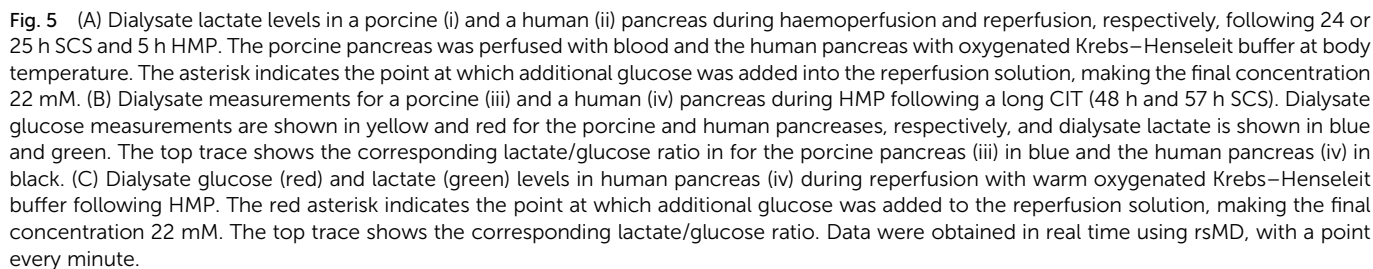 Fig. 5 (A) Dialysate lactate levels in a porcine (i) and a human (ii) pancreas during haemoperfusion and reperfusion, respectively, following 24 or
25 h SCS and 5 h HMP. The porcine pancreas was perfused with blood and the human pancreas with oxygenated Krebs–Henseleit buffer at body
temperature. The asterisk indicates the point at which additional glucose was added into the reperfusion solution, making the final concentration
22 mM. (B) Dialysate measurements for a porcine (iii) and a human (iv) pancreas during HMP following a long CIT (48 h and 57 h SCS). Dialysate
glucose measurements are shown in yellow and red for the porcine and human pancreases, respectively, and dialysate lactate is shown in blue
and green. The top trace shows the corresponding lactate/glucose ratio in for the porcine pancreas (iii) in blue and the human pancreas (iv) in
black. (C) Dialysate glucose (red) and lactate (green) levels in human pancreas (iv) during reperfusion with warm oxygenated Krebs–Henseleit
buffer following HMP. The red asterisk indicates the point at which additional glucose was added to the reperfusion solution, making the final
concentration 22 mM. The top trace shows the corresponding lactate/glucose ratio. Data were obtained in real time using rsMD, with a point
every minute.